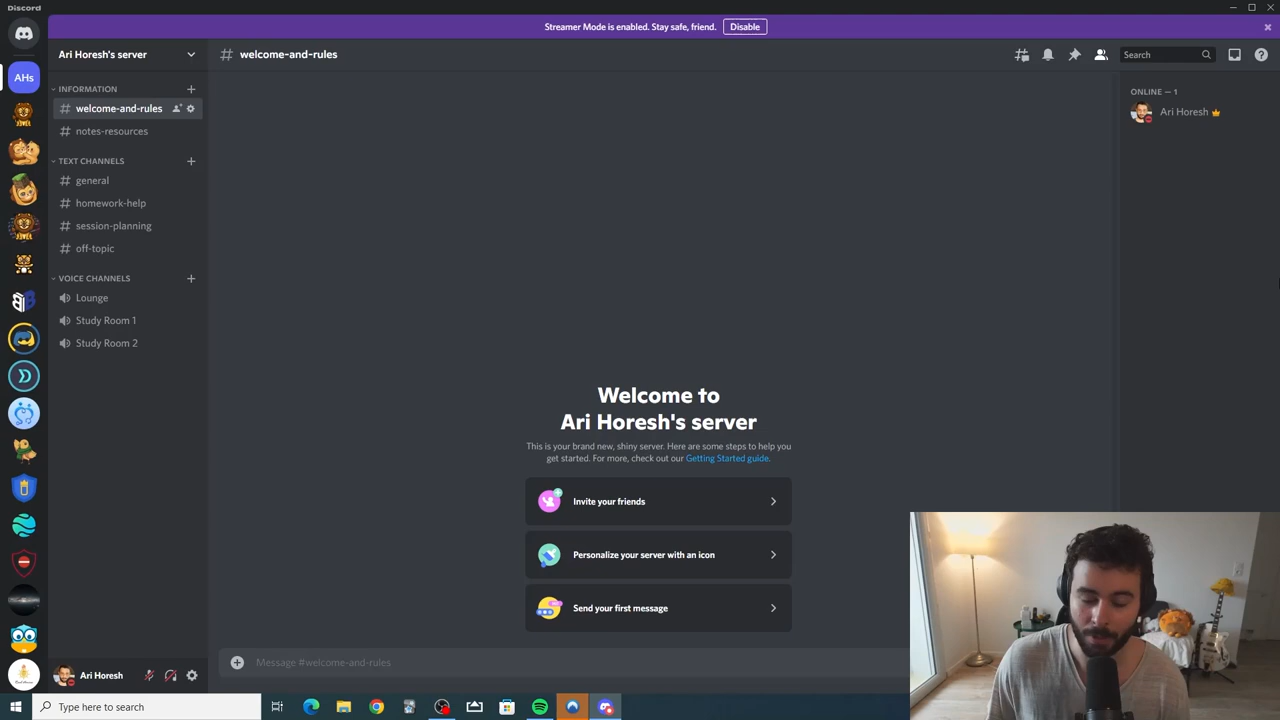 Discord
Streamer Mode is enabled. Stay safe, friend.
Disable
Ari Horesh's server
welcome-and-rules
Search
AHs
INFORMATION
welcome-and-rules
notes-resources
TEXT CHANNELS
general
homework-help
session-planning
off-topic
VOICE CHANNELS
Lounge
Study Room 1
Study Room 2
ONLINE — 1
Ari Horesh
Welcome to
Ari Horesh's server
This is your brand new, shiny server. Here are some steps to help you
get started. For more, check out our Getting Started guide.
Invite your friends
Personalize your server with an icon
Send your first message
Message #welcome-and-rules
Ari Horesh
Type here to search